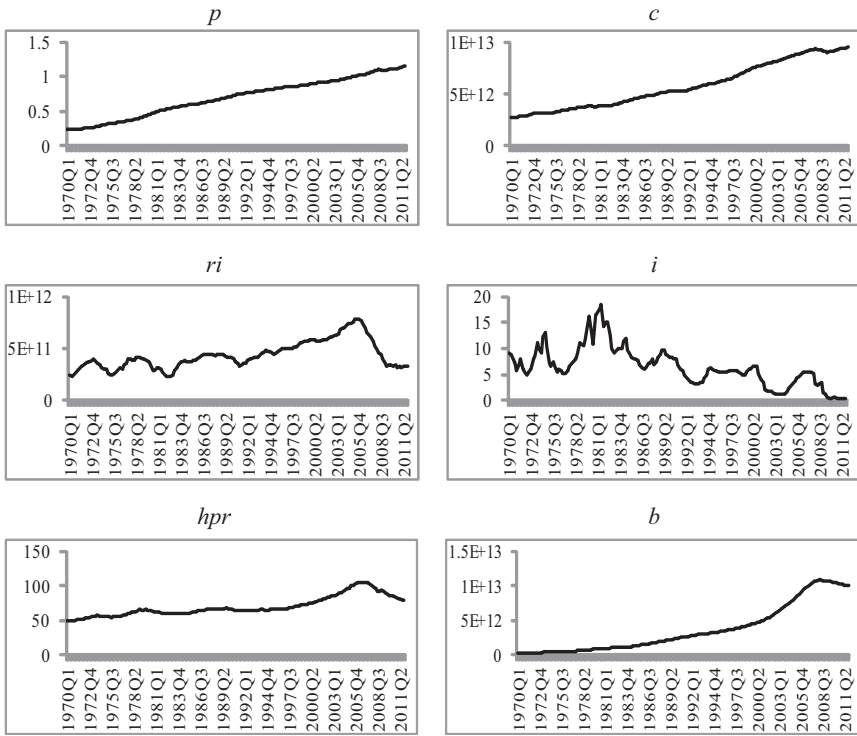 p
1.5
1
0.5
0
1970Q1
1972Q4
1975Q3
1978Q2
1981Q1
1983Q4
1986Q3
1989Q2
1992Q1
1994Q4
1997Q3
2000Q2
2003Q1
2005Q4
2008Q3
2011Q2
c
1E+13
5E+12
0
1970Q1
1972Q4
1975Q3
1978Q2
1981Q1
1983Q4
1986Q3
1989Q2
1992Q1
1994Q4
1997Q3
2000Q2
2003Q1
2005Q4
2008Q3
2011Q2
ri
1E+12
5E+11
0
1970Q1
1972Q4
1975Q3
1978Q2
1981Q1
1983Q4
1986Q3
1989Q2
1992Q1
1994Q4
1997Q3
2000Q2
2003Q1
2005Q4
2008Q3
2011Q2
i
20
15
10
5
0
1970Q1
1972Q4
1975Q3
1978Q2
1981Q1
1983Q4
1986Q3
1989Q2
1992Q1
1994Q4
1997Q3
2000Q2
2003Q1
2005Q4
2008Q3
2011Q2
hpr
150
100
50
0
1970Q1
1972Q4
1975Q3
1978Q2
1981Q1
1983Q4
1986Q3
1989Q2
1992Q1
1994Q4
1997Q3
2000Q2
2003Q1
2005Q4
2008Q3
2011Q2
b
1.5E+13
1E+13
5E+12
0
1970Q1
1972Q4
1975Q3
1978Q2
1981Q1
1983Q4
1986Q3
1989Q2
1992Q1
1994Q4
1997Q3
2000Q2
2003Q1
2005Q4
2008Q3
2011Q2